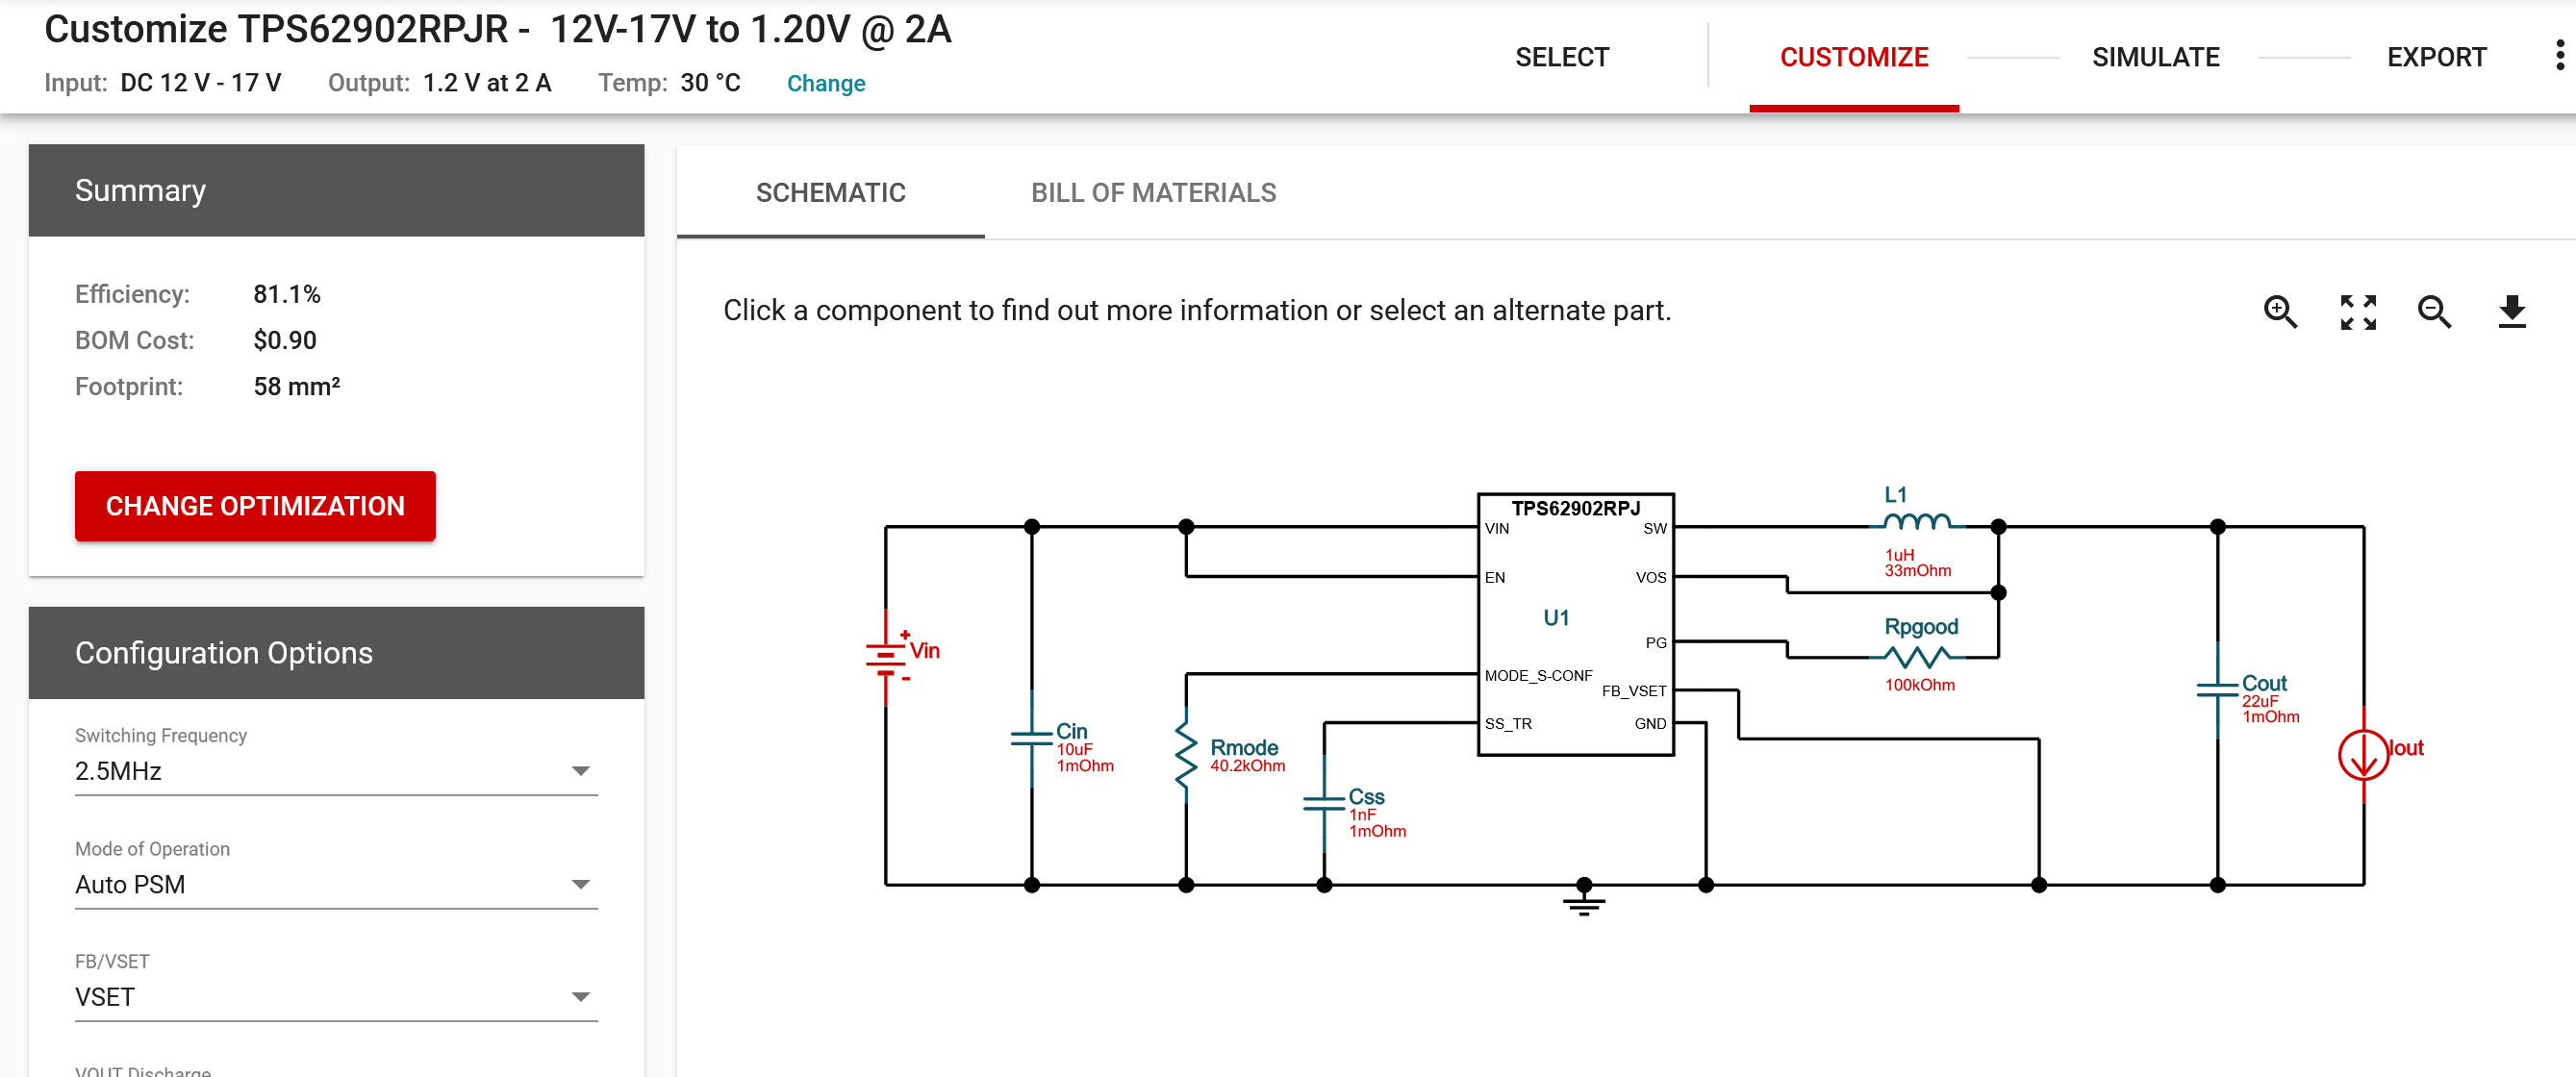 Customize TPS62902RPJR - 12V-17V to 1.20V @ 2A
Input: DC 12 V - 17 V Output: 1.2 V at 2 A Temp: 30 °C Change
SELECT CUSTOMIZE SIMULATE EXPORT
Summary
Efficiency: 81.1%
BOM Cost: $0.90
Footprint: 58 mm²
CHANGE OPTIMIZATION
Configuration Options
Switching Frequency
2.5MHz
Mode of Operation
Auto PSM
FB/VSET
VSET
VOUT Discharge
SCHEMATIC BILL OF MATERIALS
Click a component to find out more information or select an alternate part.
TPS62902RPJ
VIN
EN
MODE_S-CONF
SS_TR
U1
SW
VOS
PG
FB_VSET
GND
+
Vin
-
Cin
10uF
1mOhm
Rmode
40.2kOhm
Css
1nF
1mOhm
L1
1uH
33mOhm
Rpgood
100kOhm
Cout
22uF
1mOhm
Iout